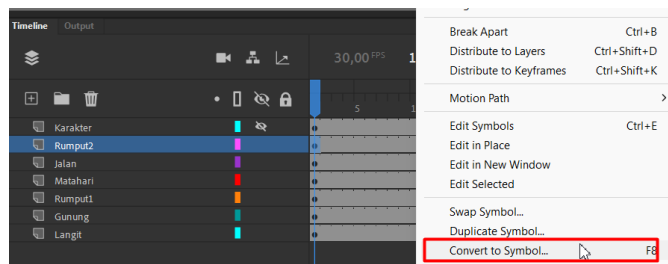 Timeline Output
30,00 FPS 1
5 1
Karakter
Rumput2
Jalan
Matahari
Rumput1
Gunung
Langit
Break Apart Ctrl+B
Distribute to Layers Ctrl+Shift+D
Distribute to Keyframes Ctrl+Shift+K
Motion Path
Edit Symbols Ctrl+E
Edit in Place
Edit in New Window
Edit Selected
Swap Symbol...
Duplicate Symbol...
Convert to Symbol... F8